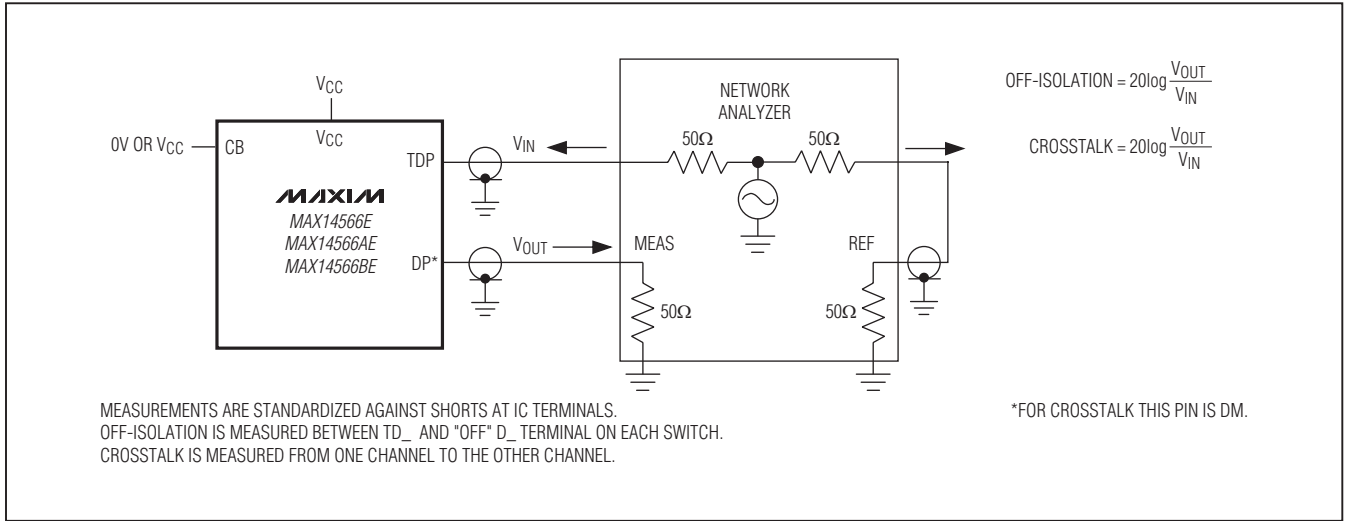 VCC
0V OR VCC
CB
VCC
TDP
MAXIM
MAX14566E
MAX14566AE
MAX14566BE
DP*
VIN
VOUT
NETWORK
ANALYZER
50Ω
50Ω
MEAS
REF
50Ω
50Ω
OFF-ISOLATION = 20log VOUT
VIN
CROSSTALK = 20log VOUT
VIN
MEASUREMENTS ARE STANDARDIZED AGAINST SHORTS AT IC TERMINALS.
OFF-ISOLATION IS MEASURED BETWEEN TD_ AND "OFF" D_ TERMINAL ON EACH SWITCH.
CROSSTALK IS MEASURED FROM ONE CHANNEL TO THE OTHER CHANNEL.
*FOR CROSSTALK THIS PIN IS DM.